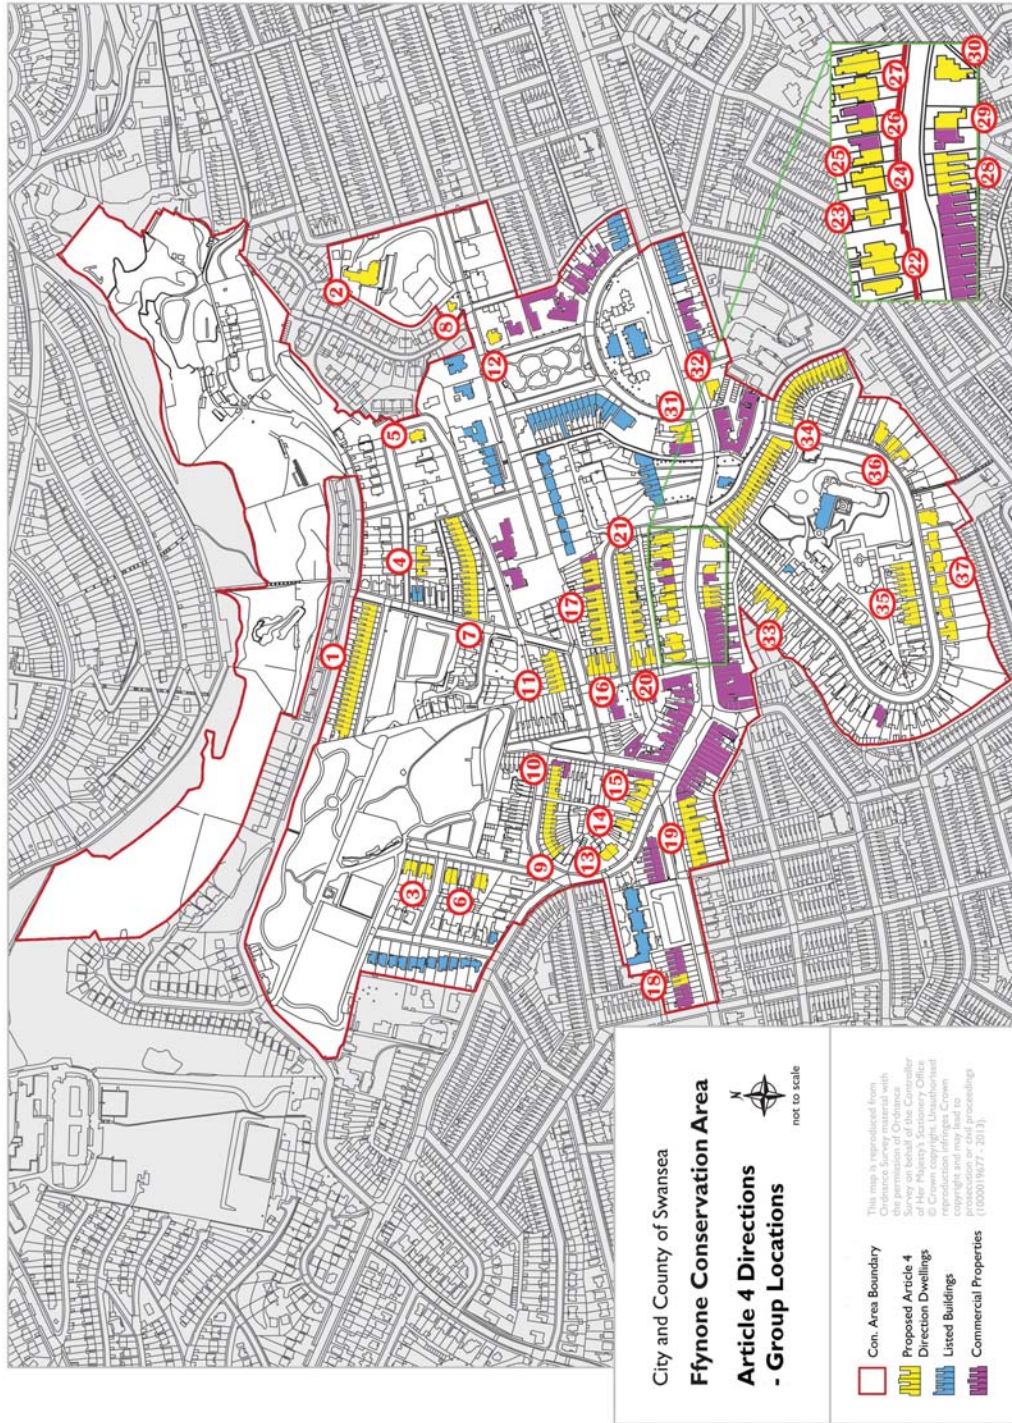 City and County of Swansea
Ffynone Conservation Area
Article 4 Directions
- Group Locations
N
not to scale
Con. Area Boundary
Proposed Article 4
Direction Dwellings
Listed Buildings
Commercial Properties
This map is reproduced from
Ordnance Survey material with
the permission of Ordnance
Survey on behalf of the Controller
of Her Majesty's Stationery Office
© Crown copyright. Unauthorised
reproduction infringes Crown
copyright and may lead to
prosecution or civil proceedings
(1000019677 - 2013).
1
2
3
4
5
6
7
8
9
10
11
12
13
14
15
16
17
18
19
20
21
22
23
24
25
26
27
28
29
30
31
32
33
34
35
36
37